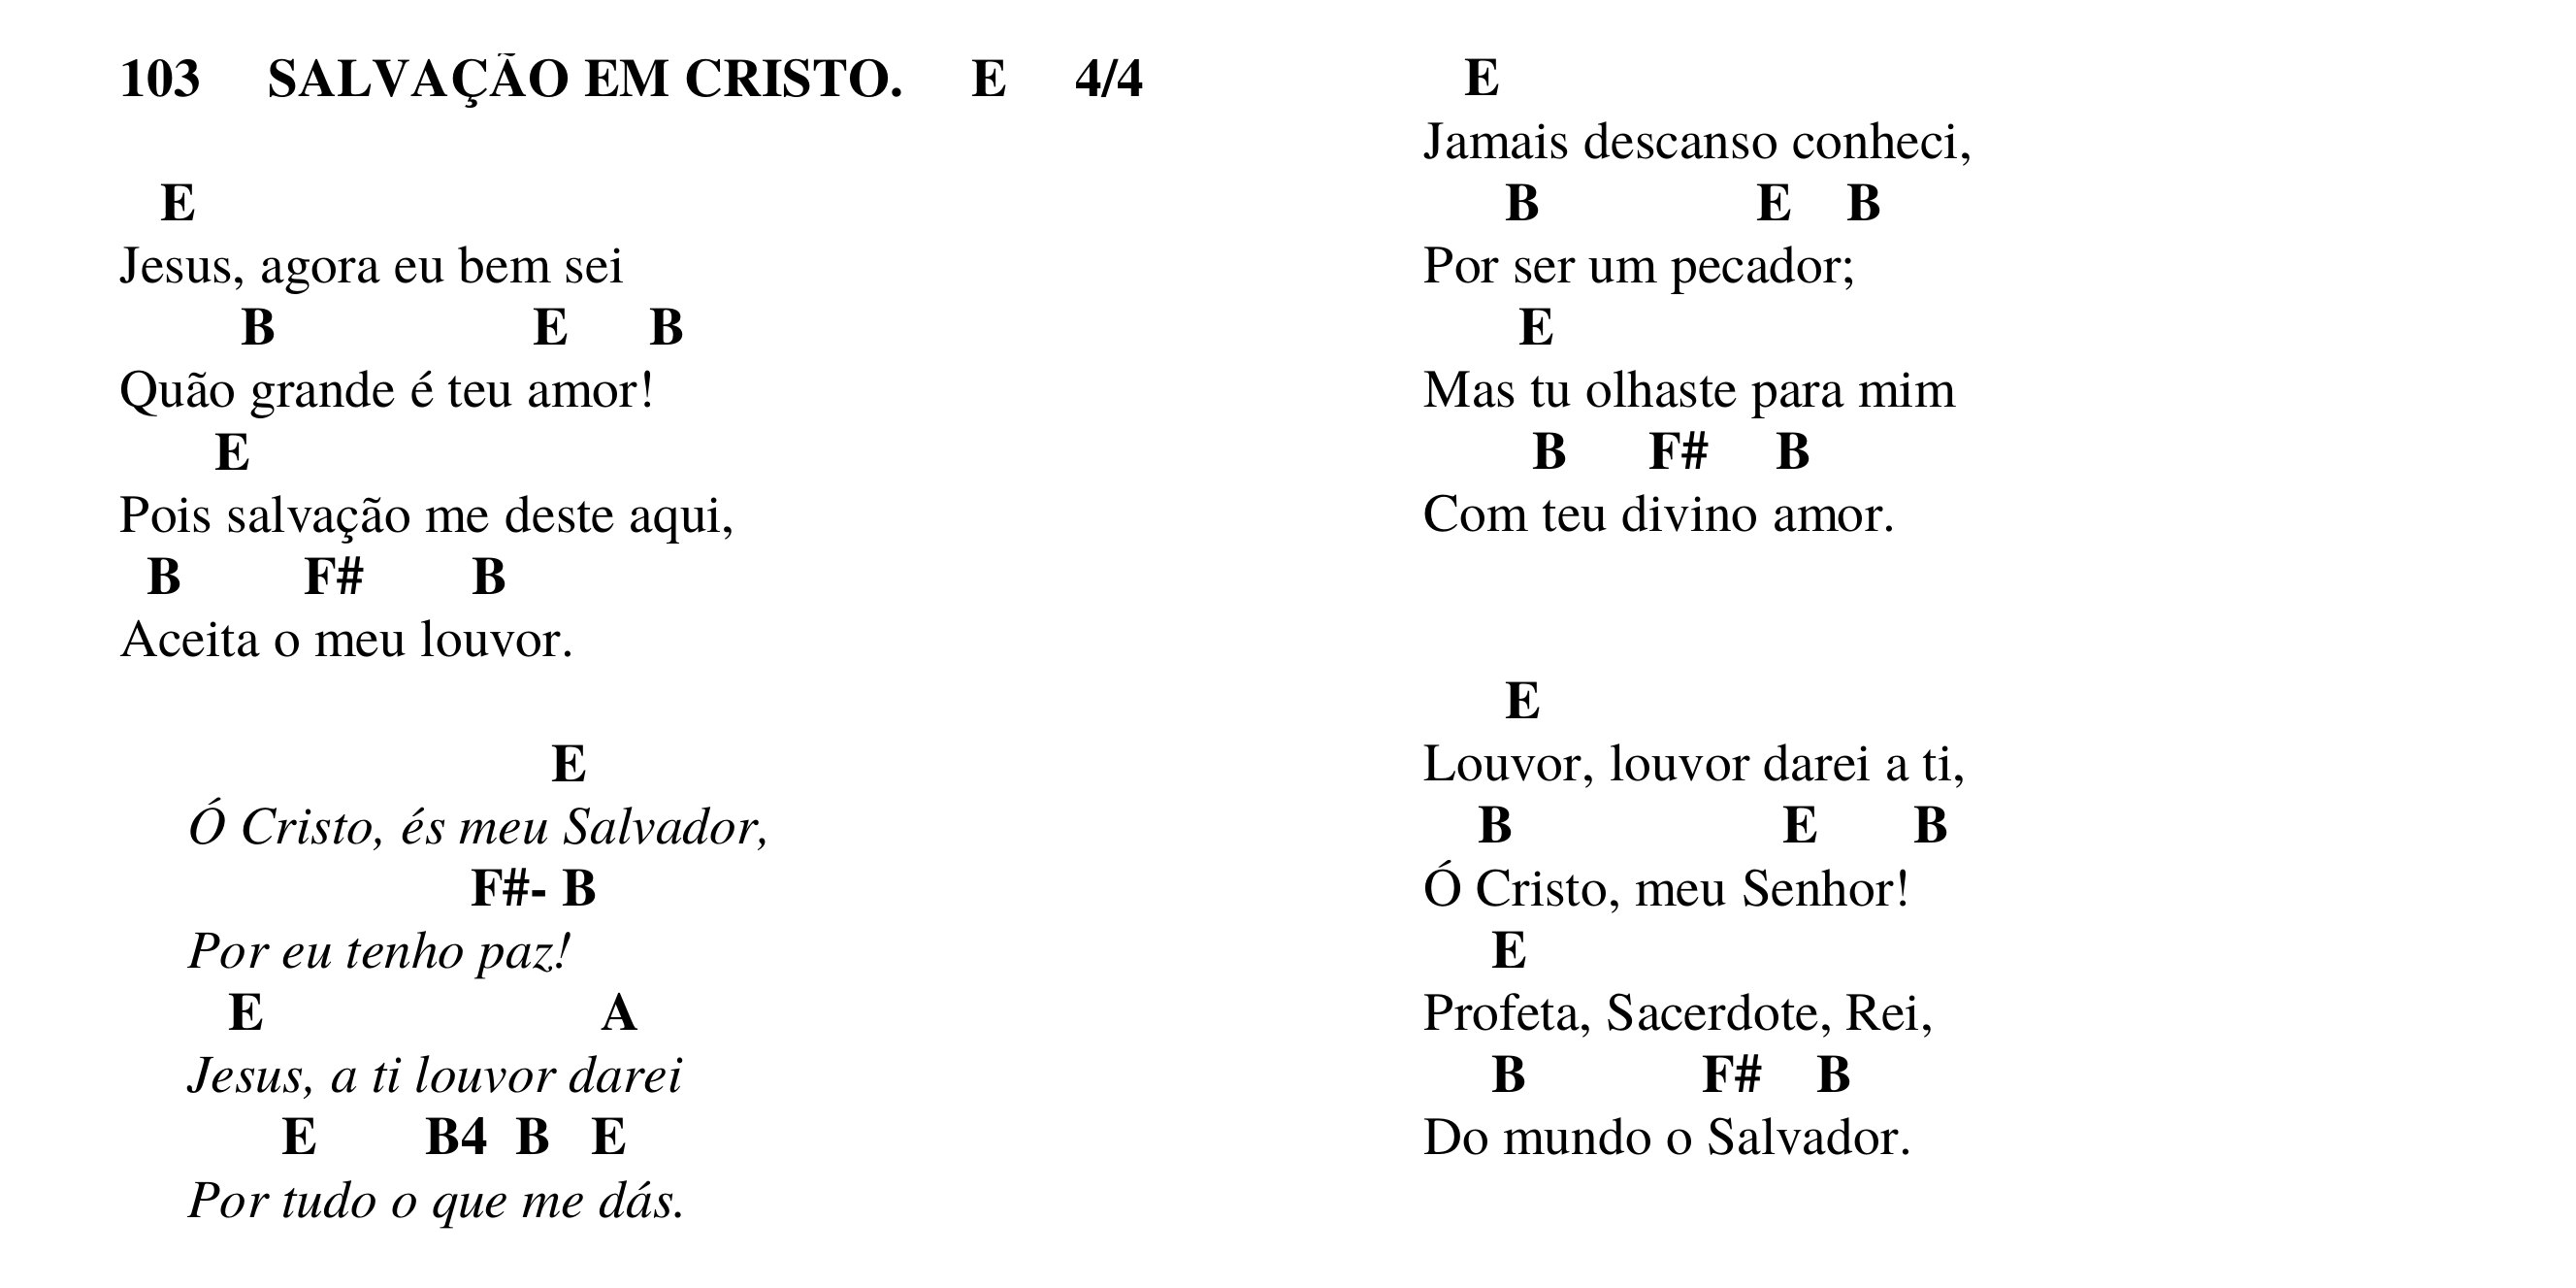 103 SALVAÇÃO EM CRISTO. E 4/4
E
Jesus, agora eu bem sei
B E B
Quão grande é teu amor!
E
Pois salvação me deste aqui,
B F# B
Aceita o meu louvor.
E
Ó Cristo, és meu Salvador,
F#- B
Por eu tenho paz!
E A
Jesus, a ti louvor darei
E B4 B E
Por tudo o que me dás.
E
Jamais descanso conheci,
B E B
Por ser um pecador;
E
Mas tu olhaste para mim
B F# B
Com teu divino amor.
E
Louvor, louvor darei a ti,
B E B
Ó Cristo, meu Senhor!
E
Profeta, Sacerdote, Rei,
B F# B
Do mundo o Salvador.